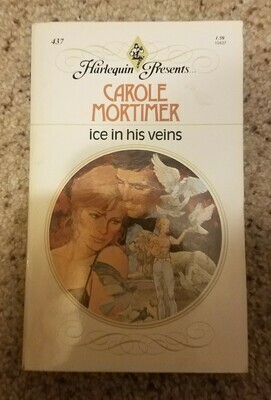 437
Harlequin Presents...
CAROLE
MORTIMER
ice in his veins